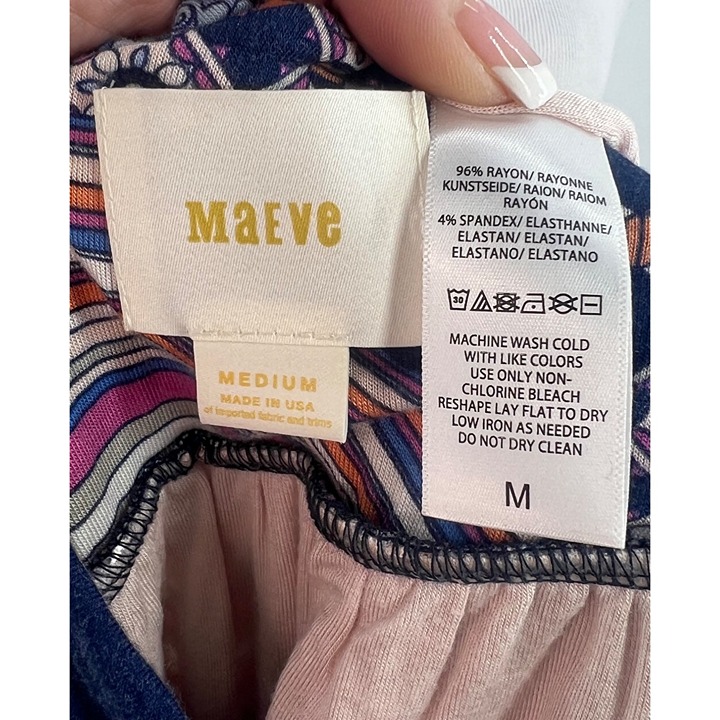 MaEVe
MEDIUM
MADE IN USA
of imported fabric and trims
96% RAYON/ RAYONNE
KUNSTSEIDE/ RAION/ RAIOM
RAYÓN
4% SPANDEX/ ELASTHANNE/
ELASTAN/ ELASTAN/
ELASTANO/ ELASTANO
30
MACHINE WASH COLD
WITH LIKE COLORS
USE ONLY NON-
CHLORINE BLEACH
RESHAPE LAY FLAT TO DRY
LOW IRON AS NEEDED
DO NOT DRY CLEAN
M